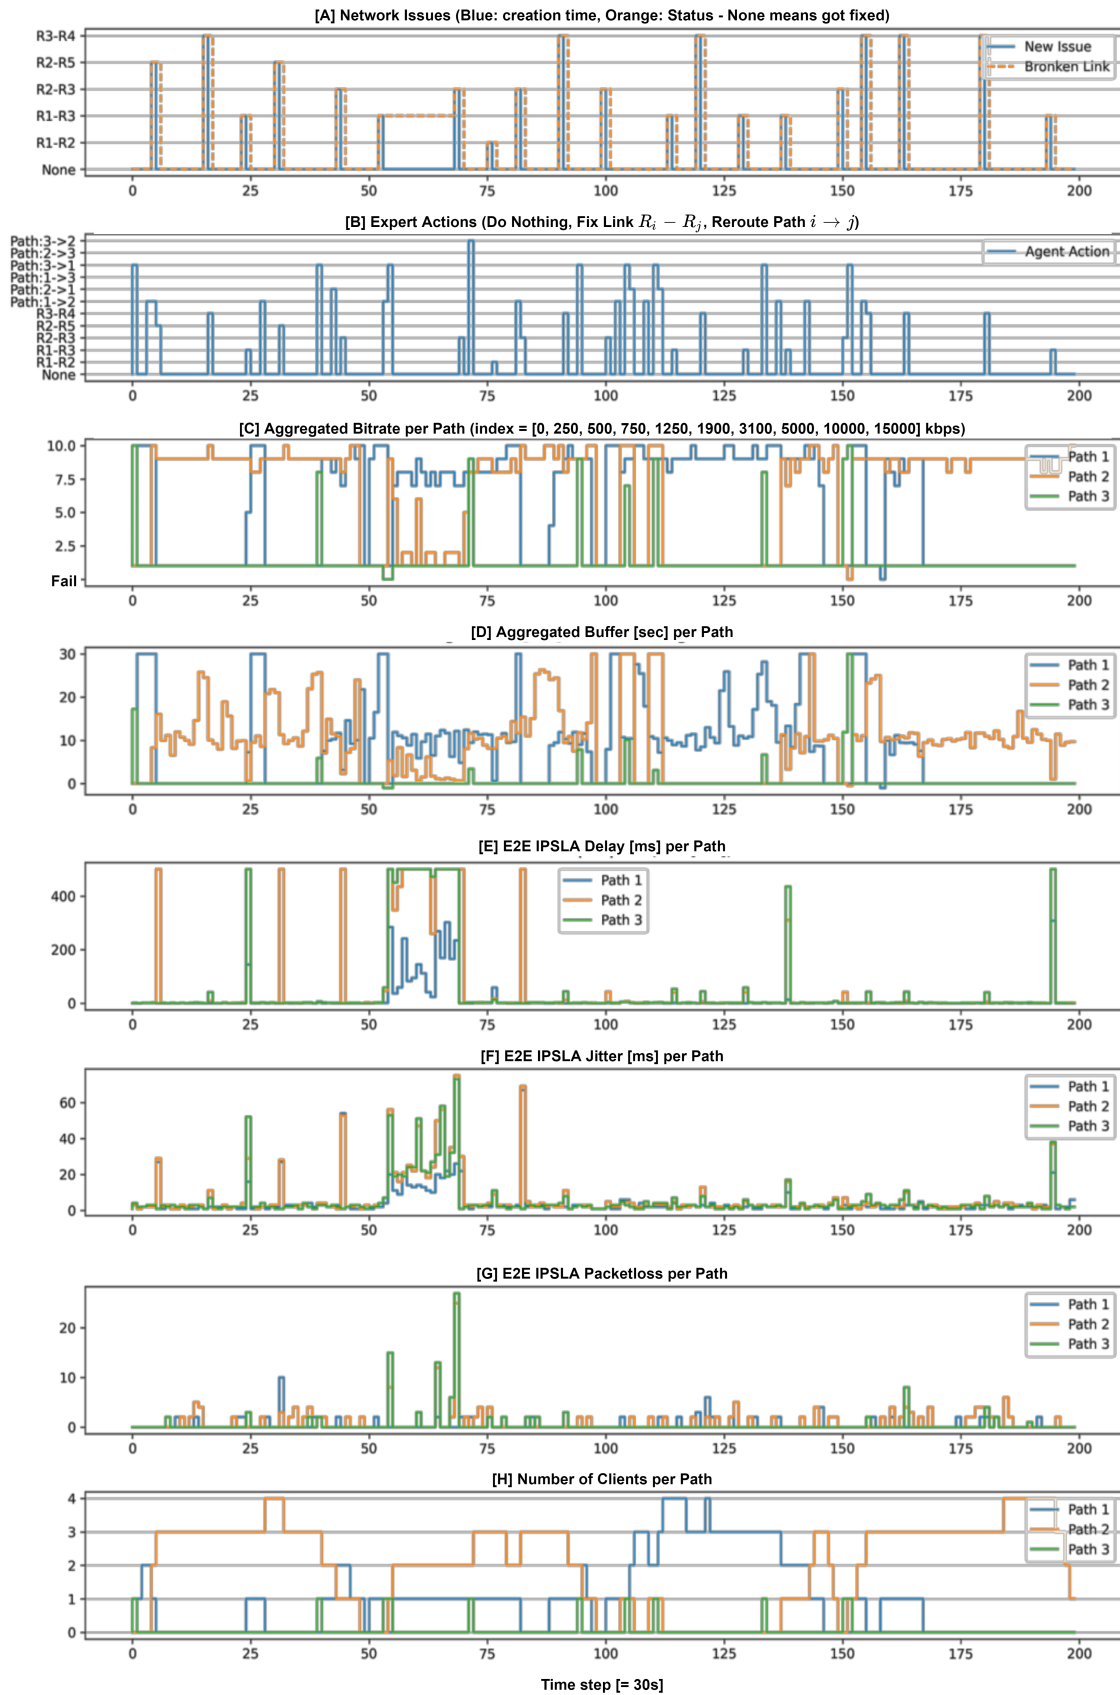 [A] Network Issues (Blue: creation time, Orange: Status - None means got fixed)
R3-R4
R2-R5
R2-R3
R1-R3
R1-R2
None
New Issue
Bronken Link
0 25 50 75 100 125 150 175 200
[B] Expert Actions (Do Nothing, Fix Link R_i − R_j, Reroute Path i → j)
Path:3->2
Path:2->3
Path:3->1
Path:1->3
Path:2->1
Path:1->2
R3-R4
R2-R5
R2-R3
R1-R3
R1-R2
None
Agent Action
0 25 50 75 100 125 150 175 200
[C] Aggregated Bitrate per Path (index = [0, 250, 500, 750, 1250, 1900, 3100, 5000, 10000, 15000] kbps)
10.0
7.5
5.0
2.5
Fail
Path 1
Path 2
Path 3
0 25 50 75 100 125 150 175 200
[D] Aggregated Buffer [sec] per Path
30
20
10
0
Path 1
Path 2
Path 3
0 25 50 75 100 125 150 175 200
[E] E2E IPSLA Delay [ms] per Path
400
200
0
Path 1
Path 2
Path 3
0 25 50 75 100 125 150 175 200
[F] E2E IPSLA Jitter [ms] per Path
60
40
20
0
Path 1
Path 2
Path 3
0 25 50 75 100 125 150 175 200
[G] E2E IPSLA Packetloss per Path
20
10
0
Path 1
Path 2
Path 3
0 25 50 75 100 125 150 175 200
[H] Number of Clients per Path
4
3
2
1
0
Path 1
Path 2
Path 3
0 25 50 75 100 125 150 175 200
Time step [= 30s]